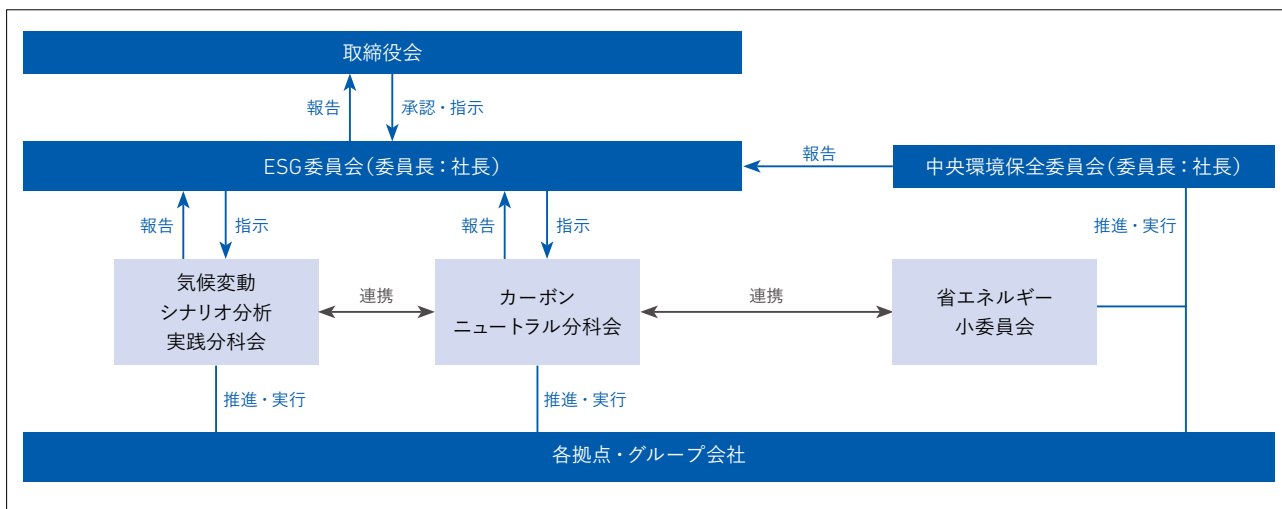 取締役会
報告
承認・指示
ESG委員会(委員長:社長)
報告
中央環境保全委員会(委員長:社長)
報告
指示
報告
指示
推進・実行
気候変動
シナリオ分析
実践分科会
連携
カーボン
ニュートラル分科会
連携
省エネルギー
小委員会
推進・実行
推進・実行
各拠点・グループ会社